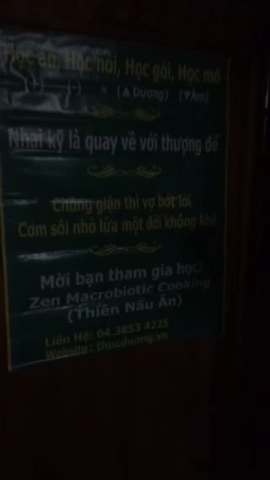 Học ăn, Học nói, Học gói, Học mở
(-) = (▲Dương) (▼Âm)
Nhai kỹ là quay về với thượng đế
Chồng giận thì vợ bớt lời
Cơm sôi nhỏ lửa một đời không khê
Mời bạn tham gia học:
Zen Macrobiotic Cooking
(Thiền Nấu Ăn)
Liên Hệ: 04.3853 4225
Website: thucduong.vn